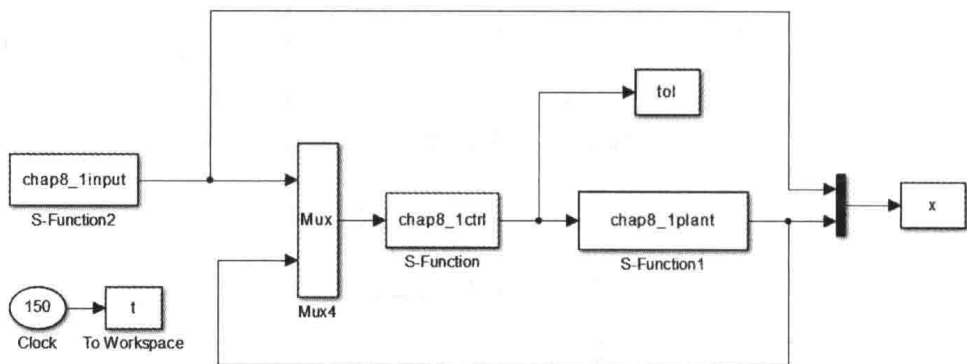 tol
chap8_1input
S-Function2
Mux
Mux4
chap8_1ctrl
S-Function
chap8_1plant
S-Function1
x
150
Clock
t
To Workspace